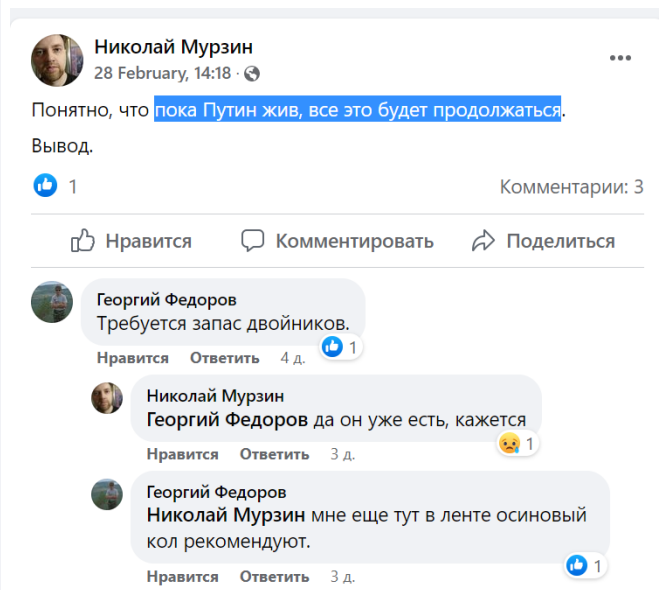 Николай Мурзин
28 February, 14:18 ·
Понятно, что пока Путин жив, все это будет продолжаться.
Вывод.
1
Комментарии: 3
Нравится
Комментировать
Поделиться
Георгий Федоров
Требуется запас двойников.
1
Нравится Ответить 4 д.
Николай Мурзин
Георгий Федоров да он уже есть, кажется
1
Нравится Ответить 3 д.
Георгий Федоров
Николай Мурзин мне еще тут в ленте осиновый
кол рекомендуют.
1
Нравится Ответить 3 д.